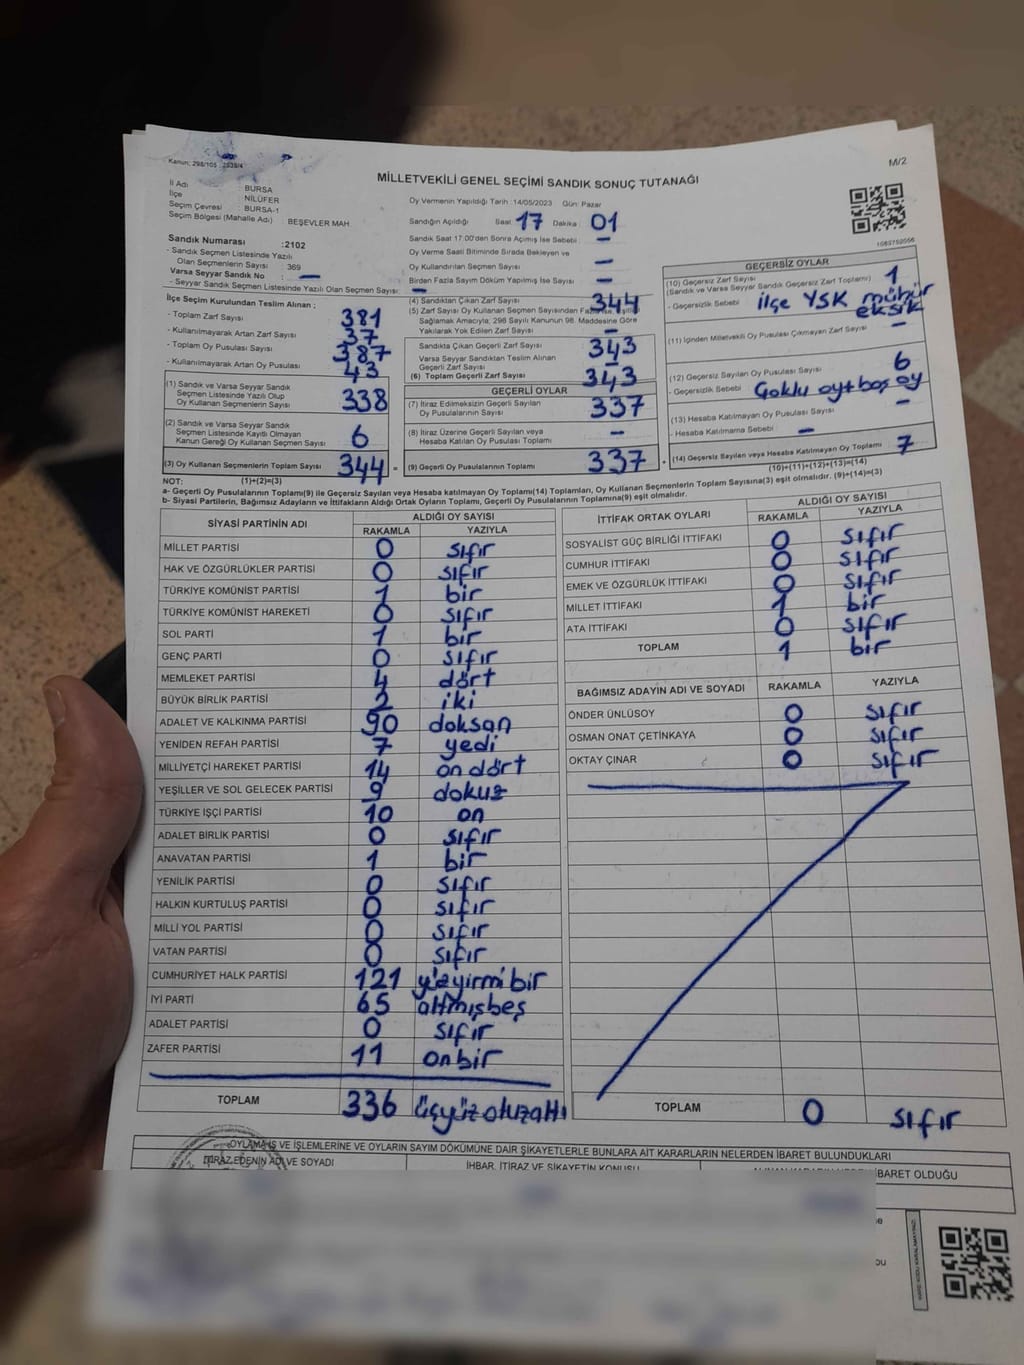 Kanun: 298/105 2839/4
M/2
MİLLETVEKİLİ GENEL SEÇİMİ SANDIK SONUÇ TUTANAĞI
İl Adı : BURSA
İlçe : NİLÜFER
Seçim Çevresi : BURSA-1
Seçim Bölgesi (Mahalle Adı) : BEŞEVLER MAH
Sandık Numarası :2102
- Sandık Seçmen Listesinde Yazılı
Olan Seçmenlerin Sayısı : 369
Varsa Seyyar Sandık No : —
- Seyyar Sandık Seçmen Listesinde Yazılı Olan Seçmen Sayısı: —
Oy Vermenin Yapıldığı Tarih :14/05/2023 Gün: Pazar
Sandığın Açıldığı Saat : 17 Dakika : 01
Sandık Saat 17:00'den Sonra Açılmış İse Sebebi : —
Oy Verme Saati Bitiminde Sırada Bekleyen ve
Oy Kullandırılan Seçmen Sayısı : —
Birden Fazla Sayım Döküm Yapılmış İse Sayısı : —
İlçe Seçim Kurulundan Teslim Alınan :
- Toplam Zarf Sayısı : 381
- Kullanılmayarak Artan Zarf Sayısı : 37
- Toplam Oy Pusulası Sayısı : 387
- Kullanılmayarak Artan Oy Pusulası : 43
(1) Sandık ve Varsa Seyyar Sandık
Seçmen Listesinde Yazılı Olup
Oy Kullanan Seçmenlerin Sayısı 338
(2) Sandık ve Varsa Seyyar Sandık
Seçmen Listesinde Kayıtlı Olmayan
Kanun Gereği Oy Kullanan Seçmen Sayısı 6
(3) Oy Kullanan Seçmenlerin Toplam Sayısı 344 =
(1)+(2)=(3)
(4) Sandıktan Çıkan Zarf Sayısı 344
(5) Zarf Sayısı Oy Kullanan Seçmen Sayısından
Sağlamak Amacıyla; 298 Sayılı Kanunun 98. Maddesine Göre
Yakılarak Yok Edilen Zarf Sayısı —
Sandıkta Çıkan Geçerli Zarf Sayısı 343
Varsa Seyyar Sandıktan Teslim Alınan
Geçerli Zarf Sayısı —
(6) Toplam Geçerli Zarf Sayısı 343
GEÇERLİ OYLAR
(7) İtiraz Edilmeksizin Geçerli Sayılan
Oy Pusulalarının Sayısı 337
(8) İtiraz Üzerine Geçerli Sayılan veya
Hesaba Katılan Oy Pusulası Toplamı —
(9) Geçerli Oy Pusulalarının Toplamı 337 +
GEÇERSİZ OYLAR
(10) Geçersiz Zarf Sayısı
(Sandık ve Varsa Seyyar Sandık Geçersiz Zarf Toplamı) 1
- Geçersizlik Sebebi : ilçe YSK mühür
eksik
(11) İçinden Milletvekili Oy Pusulası Çıkmayan Zarf Sayısı —
(12) Geçersiz Sayılan Oy Pusulası Sayısı 6
- Geçersizlik Sebebi : Çoklu oy+boş oy
(13) Hesaba Katılmayan Oy Pusulası Sayısı —
- Hesaba Katılmama Sebebi : —
(14) Geçersiz Sayılan veya Hesaba Katılmayan Oy Toplamı 7
(10)+(11)+(12)+(13)=(14)
NOT:
a- Geçerli Oy Pusulalarının Toplamı(9) ile Geçersiz Sayılan veya Hesaba katılmayan Oy Toplamı(14) Toplamları, Oy Kullanan Seçmenlerin Toplam Sayısına(3) eşit olmalıdır. (9)+(14)=(3)
b- Siyasi Partilerin, Bağımsız Adayların ve İttifakların Aldığı Ortak Oyların Toplamı, Geçerli Oy Pusulalarının Toplamına(9) eşit olmalıdır.
SİYASİ PARTİNİN ADI ALDIĞI OY SAYISI
RAKAMLA YAZIYLA
MİLLET PARTİSİ 0 sıfır
HAK VE ÖZGÜRLÜKLER PARTİSİ 0 sıfır
TÜRKİYE KOMÜNİST PARTİSİ 1 bir
TÜRKİYE KOMÜNİST HAREKETİ 0 sıfır
SOL PARTİ 1 bir
GENÇ PARTİ 0 sıfır
MEMLEKET PARTİSİ 4 dört
BÜYÜK BİRLİK PARTİSİ 2 iki
ADALET VE KALKINMA PARTİSİ 90 doksan
YENİDEN REFAH PARTİSİ 7 yedi
MİLLİYETÇİ HAREKET PARTİSİ 14 on dört
YEŞİLLER VE SOL GELECEK PARTİSİ 9 dokuz
TÜRKİYE İŞÇİ PARTİSİ 10 on
ADALET BİRLİK PARTİSİ 0 sıfır
ANAVATAN PARTİSİ 1 bir
YENİLİK PARTİSİ 0 sıfır
HALKIN KURTULUŞ PARTİSİ 0 sıfır
MİLLİ YOL PARTİSİ 0 sıfır
VATAN PARTİSİ 0 sıfır
CUMHURİYET HALK PARTİSİ 121 yüzyirmi bir
İYİ PARTİ 65 altmışbeş
ADALET PARTİSİ 0 sıfır
ZAFER PARTİSİ 11 onbir
TOPLAM 336 üçyüz otuzaltı
İTTİFAK ORTAK OYLARI ALDIĞI OY SAYISI
RAKAMLA YAZIYLA
SOSYALİST GÜÇ BİRLİĞİ İTTİFAKI 0 sıfır
CUMHUR İTTİFAKI 0 sıfır
EMEK VE ÖZGÜRLÜK İTTİFAKI 0 sıfır
MİLLET İTTİFAKI 1 bir
ATA İTTİFAKI 0 sıfır
TOPLAM 1 bir
BAĞIMSIZ ADAYIN ADI VE SOYADI RAKAMLA YAZIYLA
ÖNDER ÜNLÜSOY 0 sıfır
OSMAN ONAT ÇETİNKAYA 0 sıfır
OKTAY ÇINAR 0 sıfır
TOPLAM 0 sıfır
OYLAMA İŞ VE İŞLEMLERİNE VE OYLARIN SAYIM DÖKÜMÜNE DAİR ŞİKAYETLERLE BUNLARA AİT KARARLARIN NELERDEN İBARET BULUNDUKLARI
İTİRAZ EDENİN ADI VE SOYADI İHBAR, İTİRAZ VE ŞİKAYETİN KONUSU İBARET OLDUĞU